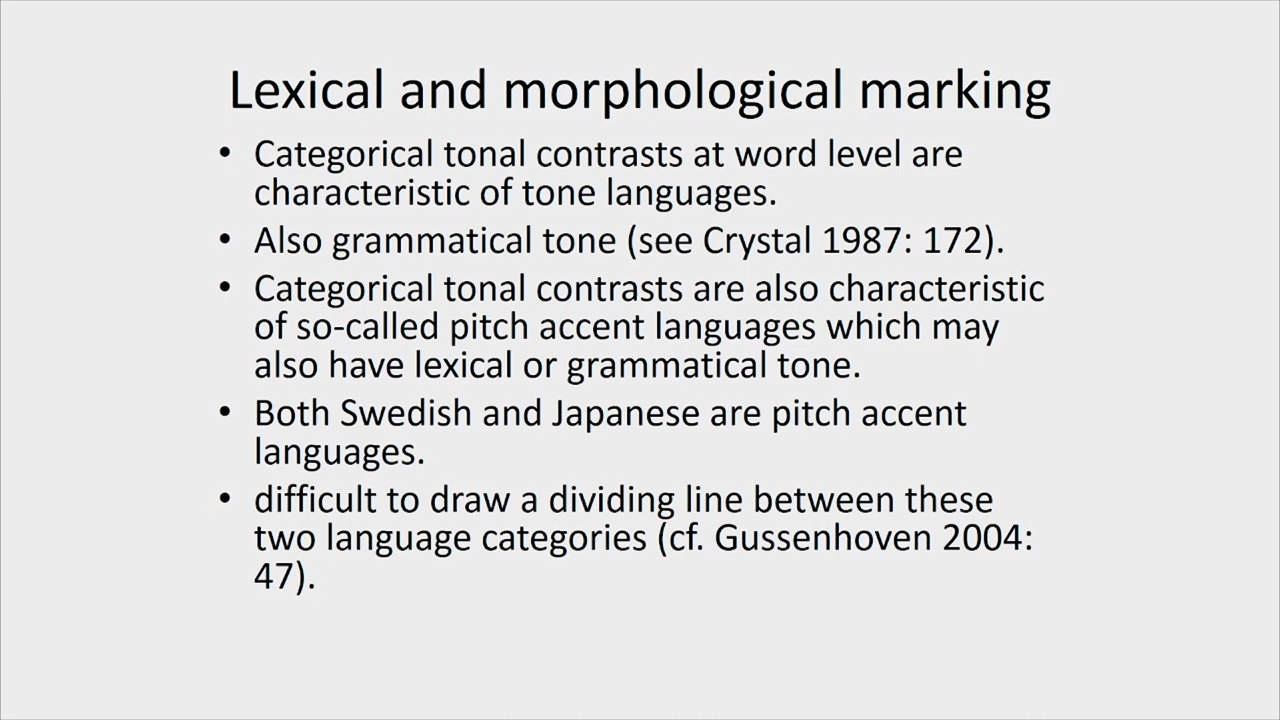 Lexical and morphological marking
• Categorical tonal contrasts at word level are
characteristic of tone languages.
• Also grammatical tone (see Crystal 1987: 172).
• Categorical tonal contrasts are also characteristic
of so-called pitch accent languages which may
also have lexical or grammatical tone.
• Both Swedish and Japanese are pitch accent
languages.
• difficult to draw a dividing line between these
two language categories (cf. Gussenhoven 2004:
47).